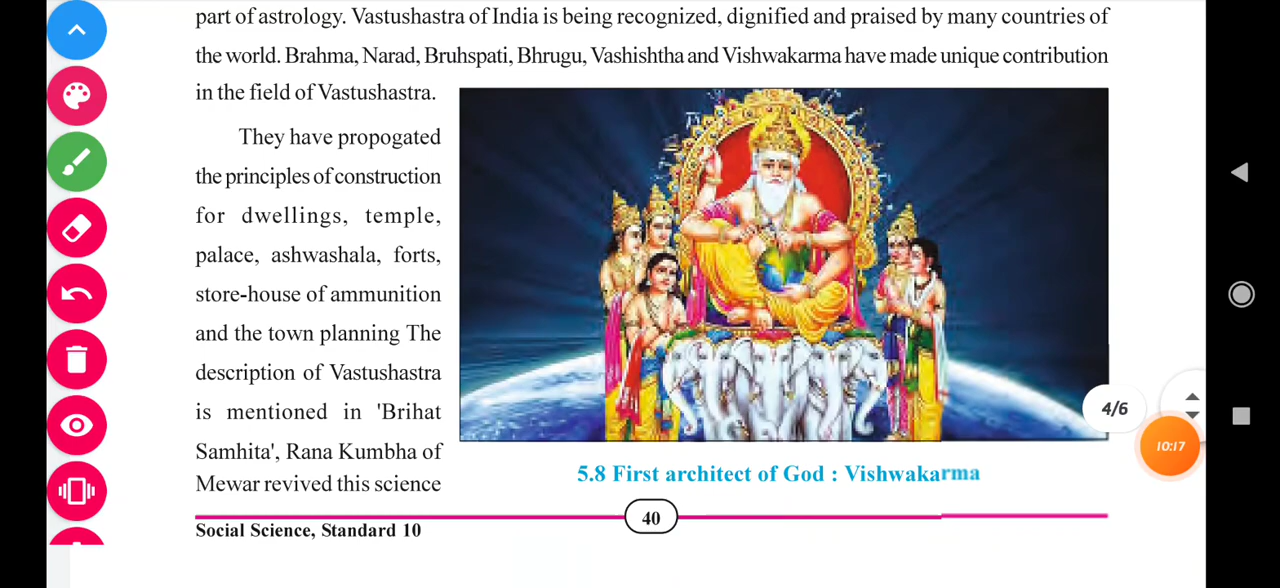 part of astrology. Vastushastra of India is being recognized, dignified and praised by many countries of
the world. Brahma, Narad, Bruhspati, Bhrugu, Vashishtha and Vishwakarma have made unique contribution
in the field of Vastushastra.
They have propogated
the principles of construction
for dwellings, temple,
palace, ashwashala, forts,
store-house of ammunition
and the town planning The
description of Vastushastra
is mentioned in 'Brihat
Samhita', Rana Kumbha of
Mewar revived this science
5.8 First architect of God : Vishwakarma
4/6
10:17
40
Social Science, Standard 10